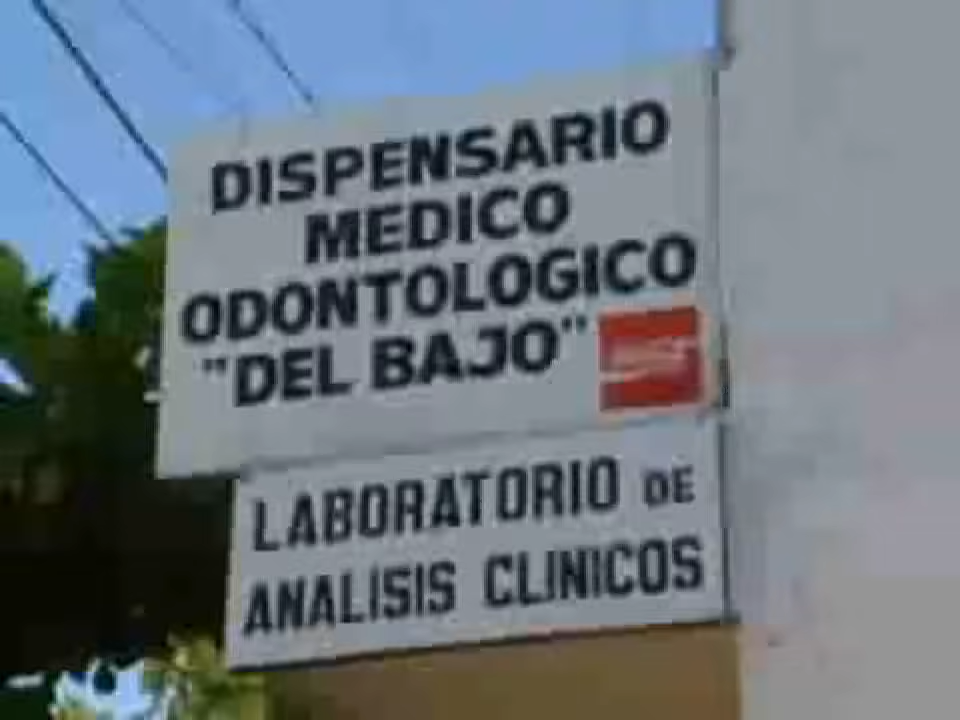 DISPENSARIO
MEDICO
ODONTOLOGICO
"DEL BAJO"
LABORATORIO DE
ANALISIS CLINICOS